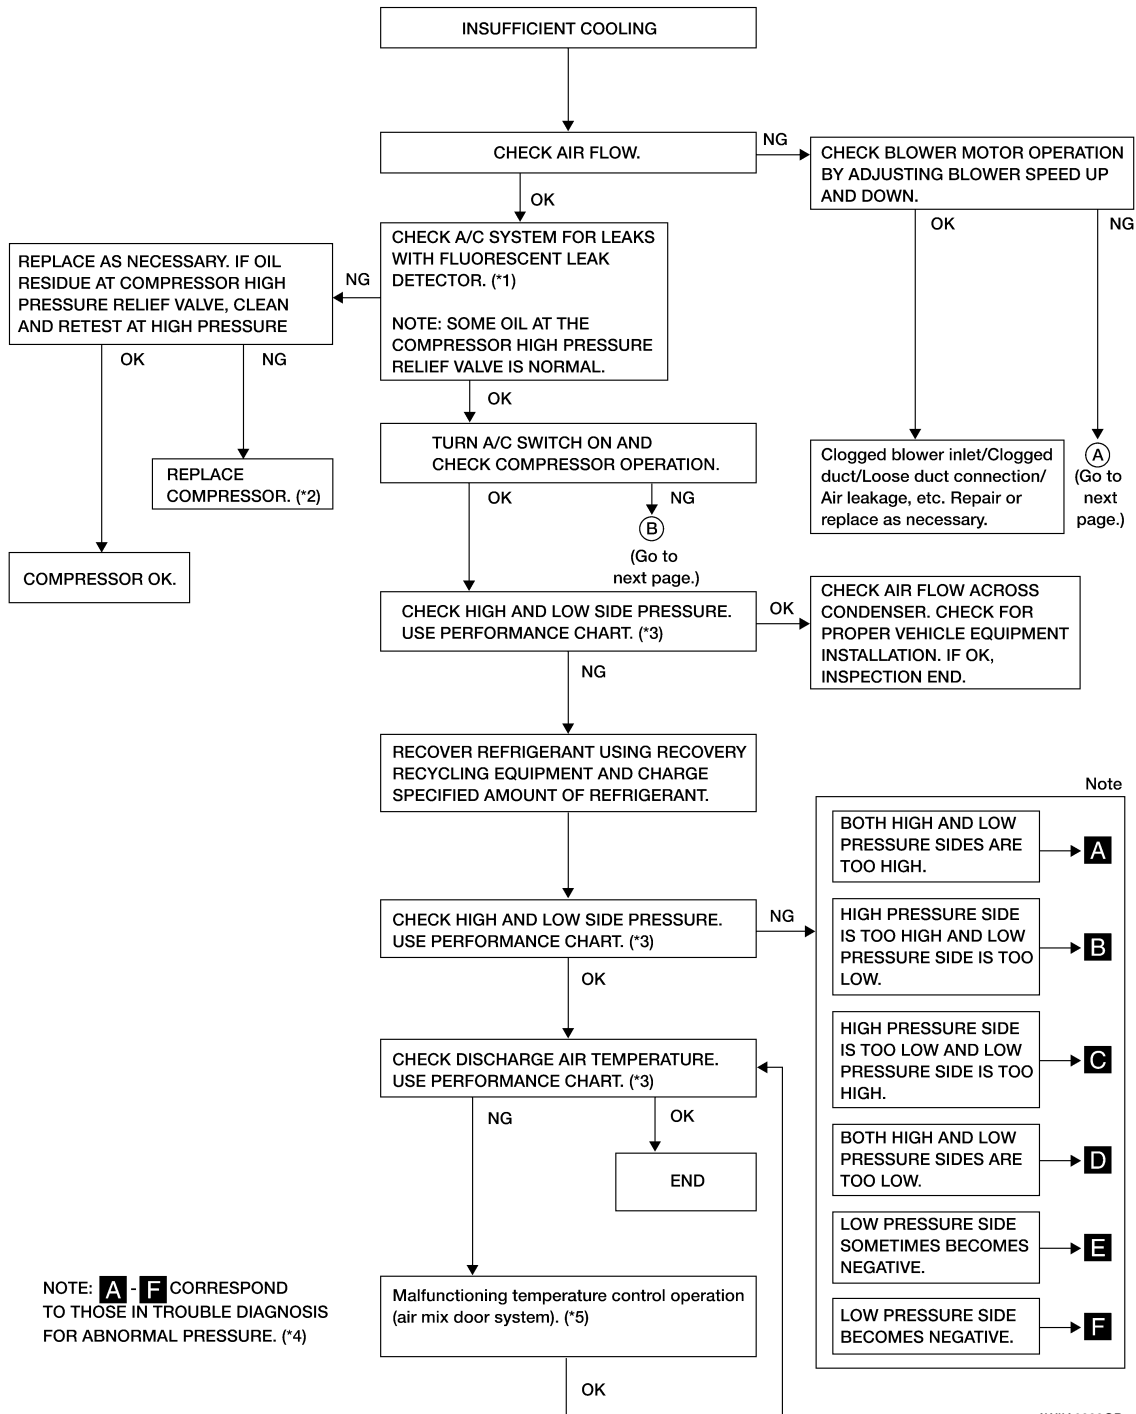 INSUFFICIENT COOLING
CHECK AIR FLOW.
NG
CHECK BLOWER MOTOR OPERATION
BY ADJUSTING BLOWER SPEED UP
AND DOWN.
OK
OK
NG
CHECK A/C SYSTEM FOR LEAKS
WITH FLUORESCENT LEAK
DETECTOR. (*1)
NOTE: SOME OIL AT THE
COMPRESSOR HIGH PRESSURE
RELIEF VALVE IS NORMAL.
NG
REPLACE AS NECESSARY. IF OIL
RESIDUE AT COMPRESSOR HIGH
PRESSURE RELIEF VALVE, CLEAN
AND RETEST AT HIGH PRESSURE
OK
NG
REPLACE
COMPRESSOR. (*2)
COMPRESSOR OK.
OK
TURN A/C SWITCH ON AND
CHECK COMPRESSOR OPERATION.
OK
NG
B
(Go to
next page.)
Clogged blower inlet/Clogged
duct/Loose duct connection/
Air leakage, etc. Repair or
replace as necessary.
A
(Go to
next
page.)
CHECK HIGH AND LOW SIDE PRESSURE.
USE PERFORMANCE CHART. (*3)
OK
CHECK AIR FLOW ACROSS
CONDENSER. CHECK FOR
PROPER VEHICLE EQUIPMENT
INSTALLATION. IF OK,
INSPECTION END.
NG
RECOVER REFRIGERANT USING RECOVERY
RECYCLING EQUIPMENT AND CHARGE
SPECIFIED AMOUNT OF REFRIGERANT.
CHECK HIGH AND LOW SIDE PRESSURE.
USE PERFORMANCE CHART. (*3)
NG
OK
Note
BOTH HIGH AND LOW
PRESSURE SIDES ARE
TOO HIGH.
A
HIGH PRESSURE SIDE
IS TOO HIGH AND LOW
PRESSURE SIDE IS TOO
LOW.
B
HIGH PRESSURE SIDE
IS TOO LOW AND LOW
PRESSURE SIDE IS TOO
HIGH.
C
BOTH HIGH AND LOW
PRESSURE SIDES ARE
TOO LOW.
D
LOW PRESSURE SIDE
SOMETIMES BECOMES
NEGATIVE.
E
LOW PRESSURE SIDE
BECOMES NEGATIVE.
F
CHECK DISCHARGE AIR TEMPERATURE.
USE PERFORMANCE CHART. (*3)
NG
OK
END
Malfunctioning temperature control operation
(air mix door system). (*5)
OK
NOTE: A - F CORRESPOND
TO THOSE IN TROUBLE DIAGNOSIS
FOR ABNORMAL PRESSURE. (*4)